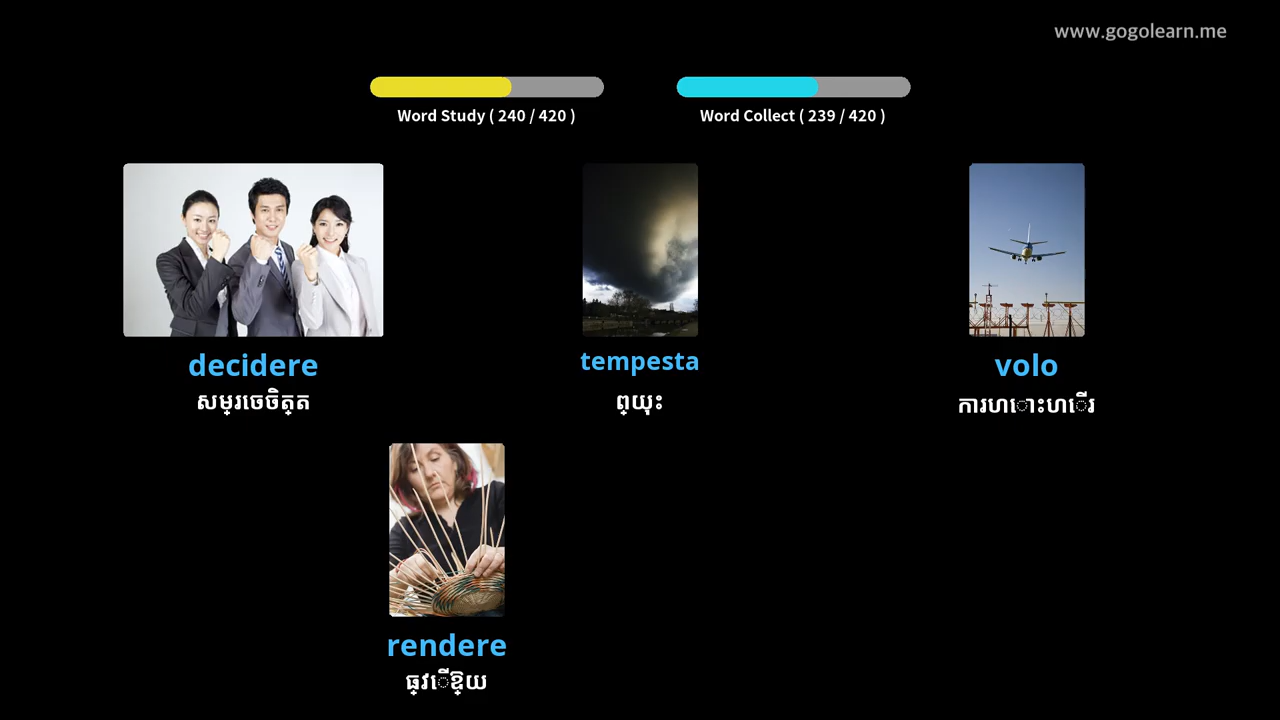 www.gogolearn.me
Word Study ( 240 / 420 )
Word Collect ( 239 / 420 )
decidere
សម្រេចចិត្ត
tempesta
ព្យុះ
volo
ការហោះហើរ
rendere
ធ្វើឱ្យ